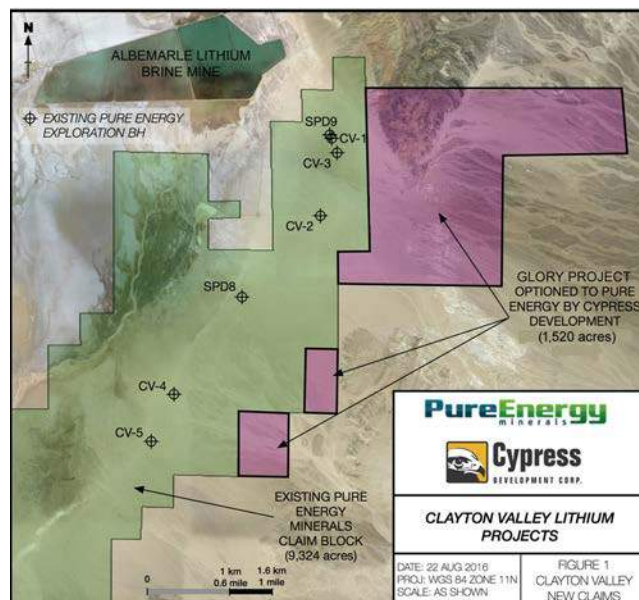 N
ALBEMARLE LITHIUM
BRINE MINE
EXISTING PURE ENERGY
EXPLORATION BH
SPD9
CV-1
CV-3
CV-2
SPD8
GLORY PROJECT
OPTIONED TO PURE
ENERGY BY CYPRESS
DEVELOPMENT
(1,520 acres)
CV-4
CV-5
EXISTING PURE
ENERGY
MINERALS
CLAIM BLOCK
(9,324 acres)
1 km 1.6 km
0 0.6 mile 1 mile
PureEnergy
minerals
Cypress
DEVELOPMENT CORP.
CLAYTON VALLEY LITHIUM
PROJECTS
DATE: 22 AUG 2016
PROJ: WGS 84 ZONE 11N
SCALE: AS SHOWN
FIGURE 1
CLAYTON VALLEY
NEW CLAIMS